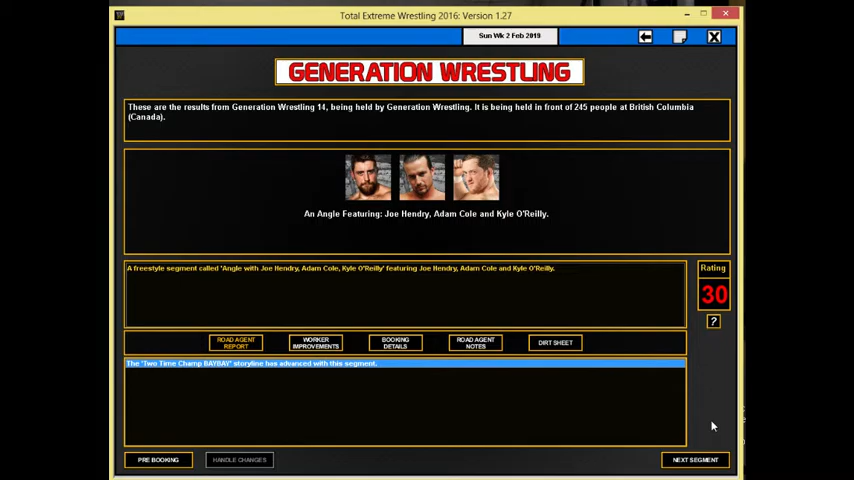 Total Extreme Wrestling 2016: Version 1.27
Sun Wk 2 Feb 2019
GENERATION WRESTLING
These are the results from Generation Wrestling 14, being held by Generation Wrestling. It is being held in front of 245 people at British Columbia
(Canada).
An Angle Featuring: Joe Hendry, Adam Cole and Kyle O'Reilly.
A freestyle segment called 'Angle with Joe Hendry, Adam Cole, Kyle O'Reilly' featuring Joe Hendry, Adam Cole and Kyle O'Reilly.
Rating
30
?
ROAD AGENT
REPORT
WORKER
IMPROVEMENTS
BOOKING
DETAILS
ROAD AGENT
NOTES
DIRT SHEET
The 'Two Time Champ BAYBAY' storyline has advanced with this segment.
PRE BOOKING
HANDLE CHANGES
NEXT SEGMENT